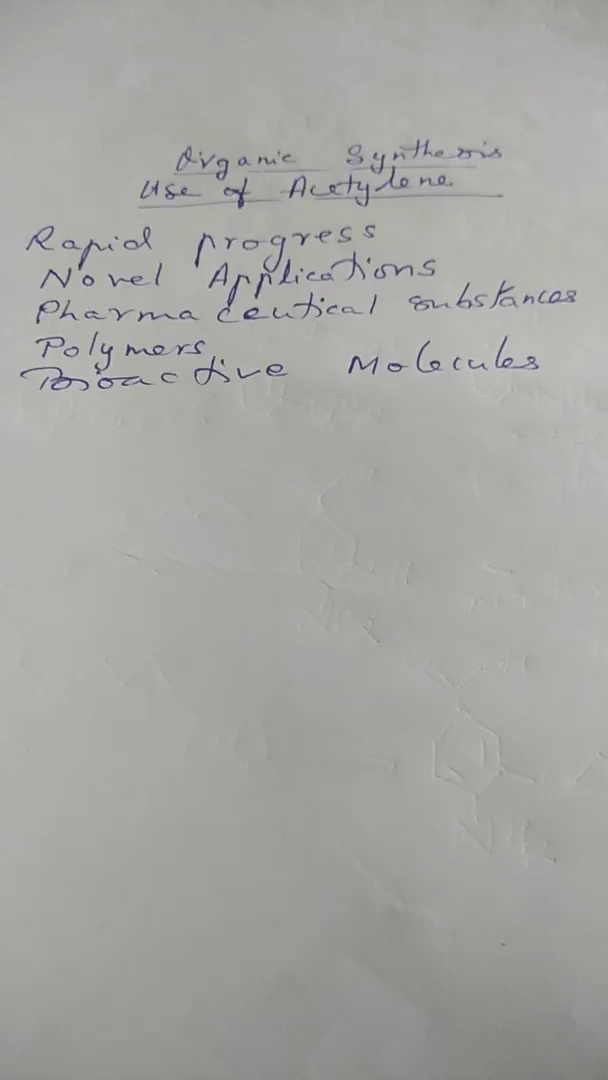 Organic Synthesis
Use of Acetylene.
Rapid progress
Novel Applications
Pharmaceutical substances
Polymers
Bioactive Molecules